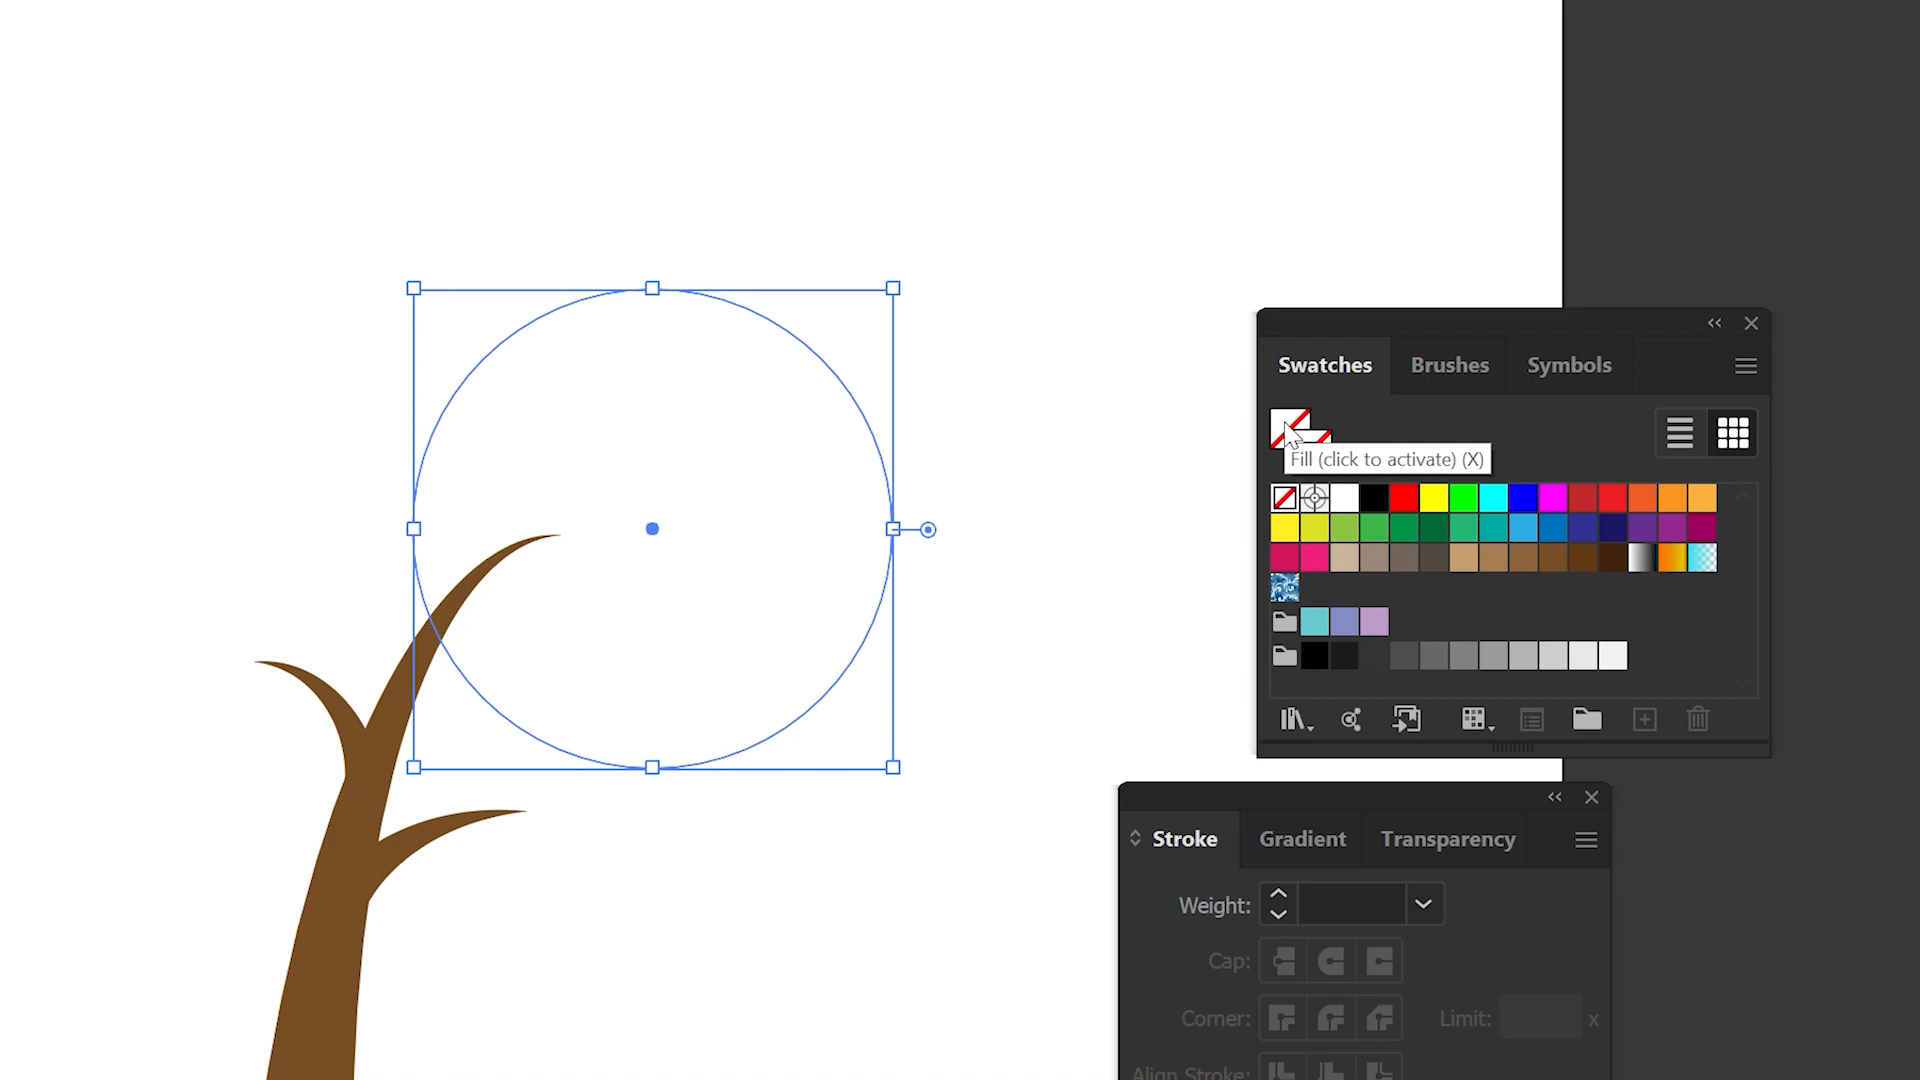 Swatches Brushes Symbols
Fill (click to activate) (X)
Stroke Gradient Transparency
Weight:
Cap:
Corner: Limit: x
Align Stroke: